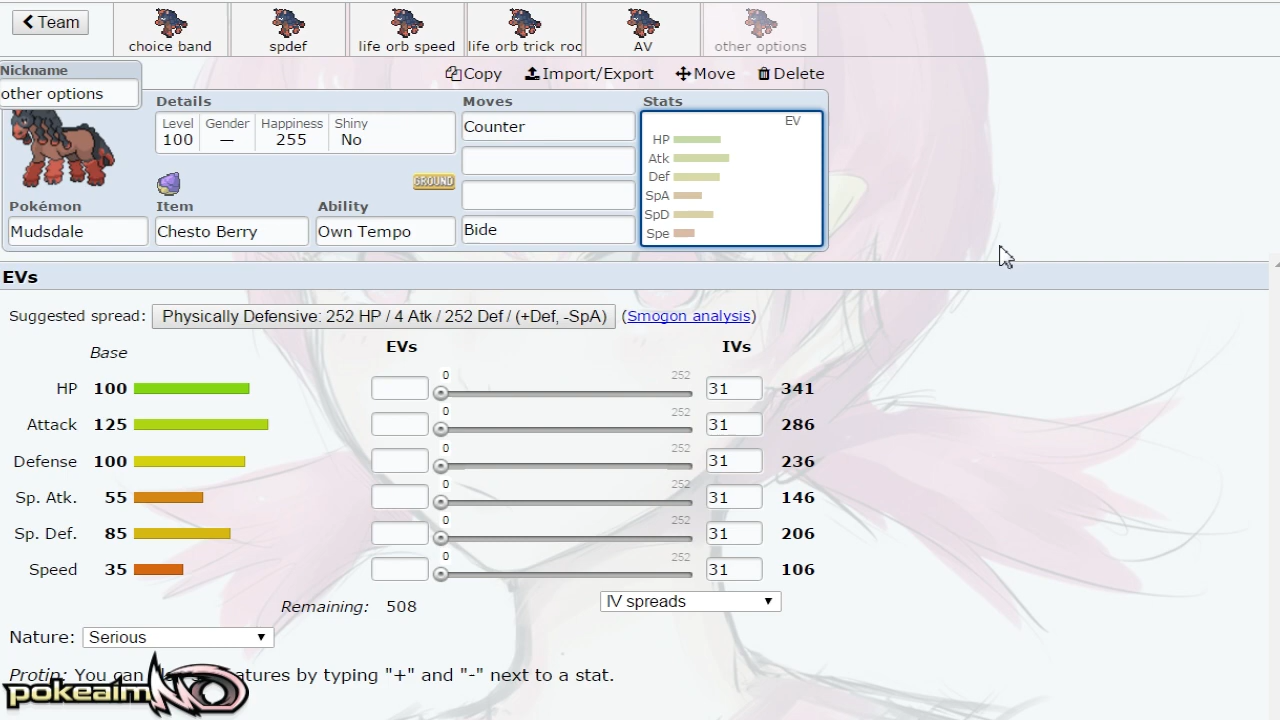 Team
choice band
spdef
life orb speed
life orb trick roo
AV
other options
Nickname
other options
Copy
Import/Export
Move
Delete
Details
Level
100
Gender
—
Happiness
255
Shiny
No
GROUND
Pokémon
Mudsdale
Item
Chesto Berry
Ability
Own Tempo
Moves
Counter
Bide
Stats
EV
HP
Atk
Def
SpA
SpD
Spe
EVs
Suggested spread: Physically Defensive: 252 HP / 4 Atk / 252 Def / (+Def, -SpA) (Smogon analysis)
Base EVs IVs
HP 100 0 252 31 341
Attack 125 0 252 31 286
Defense 100 0 252 31 236
Sp. Atk. 55 0 252 31 146
Sp. Def. 85 0 252 31 206
Speed 35 0 252 31 106
Remaining: 508
IV spreads
Nature: Serious
Protip: You can atures by typing "+" and "-" next to a stat.
pokeaimMD